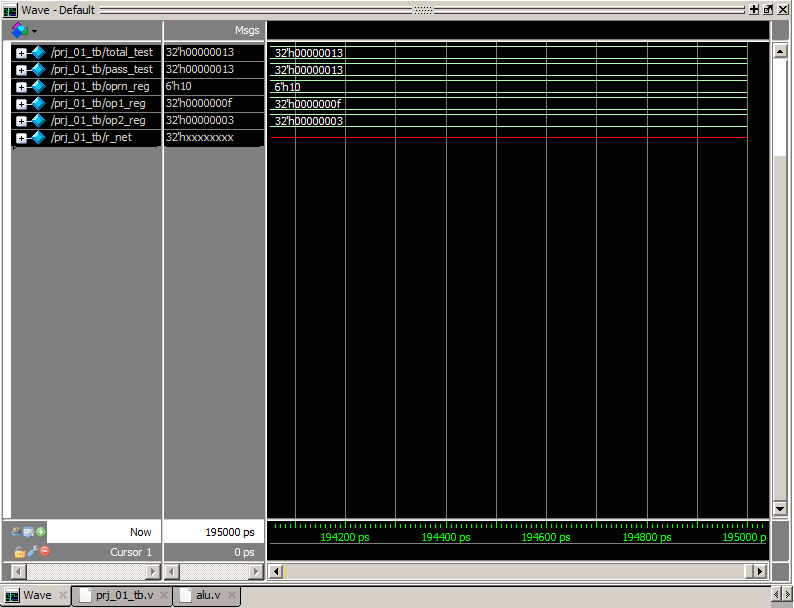 Wave - Default
Msgs
/prj_01_tb/total_test 32'h00000013 32'h00000013
/prj_01_tb/pass_test 32'h00000013 32'h00000013
/prj_01_tb/oprn_reg 6'h10 6'h10
/prj_01_tb/op1_reg 32'h0000000f 32'h0000000f
/prj_01_tb/op2_reg 32'h00000003 32'h00000003
/prj_01_tb/r_net 32'hxxxxxxxx
Now 195000 ps
194200 ps 194400 ps 194600 ps 194800 ps 195000 p
Cursor 1 0 ps
Wave prj_01_tb.v alu.v